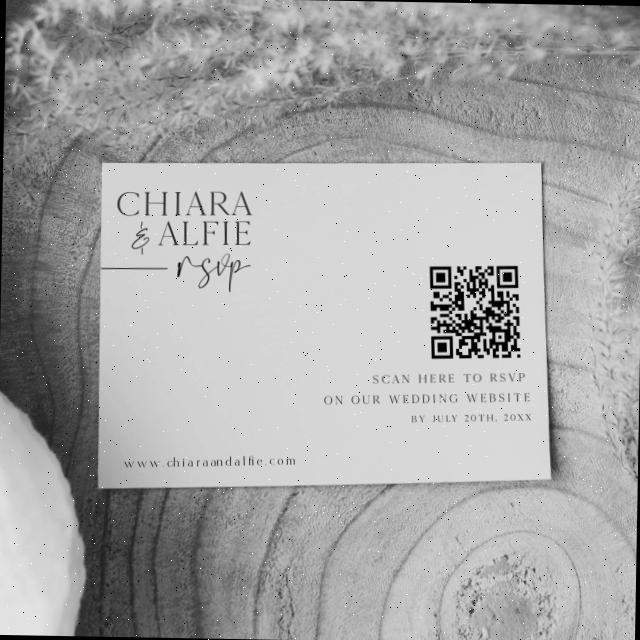 CHIARA
& ALFIE
rsvp
SCAN HERE TO RSVP
ON OUR WEDDING WEBSITE
BY JULY 20TH, 20XX
www.chiaraandalfie.com